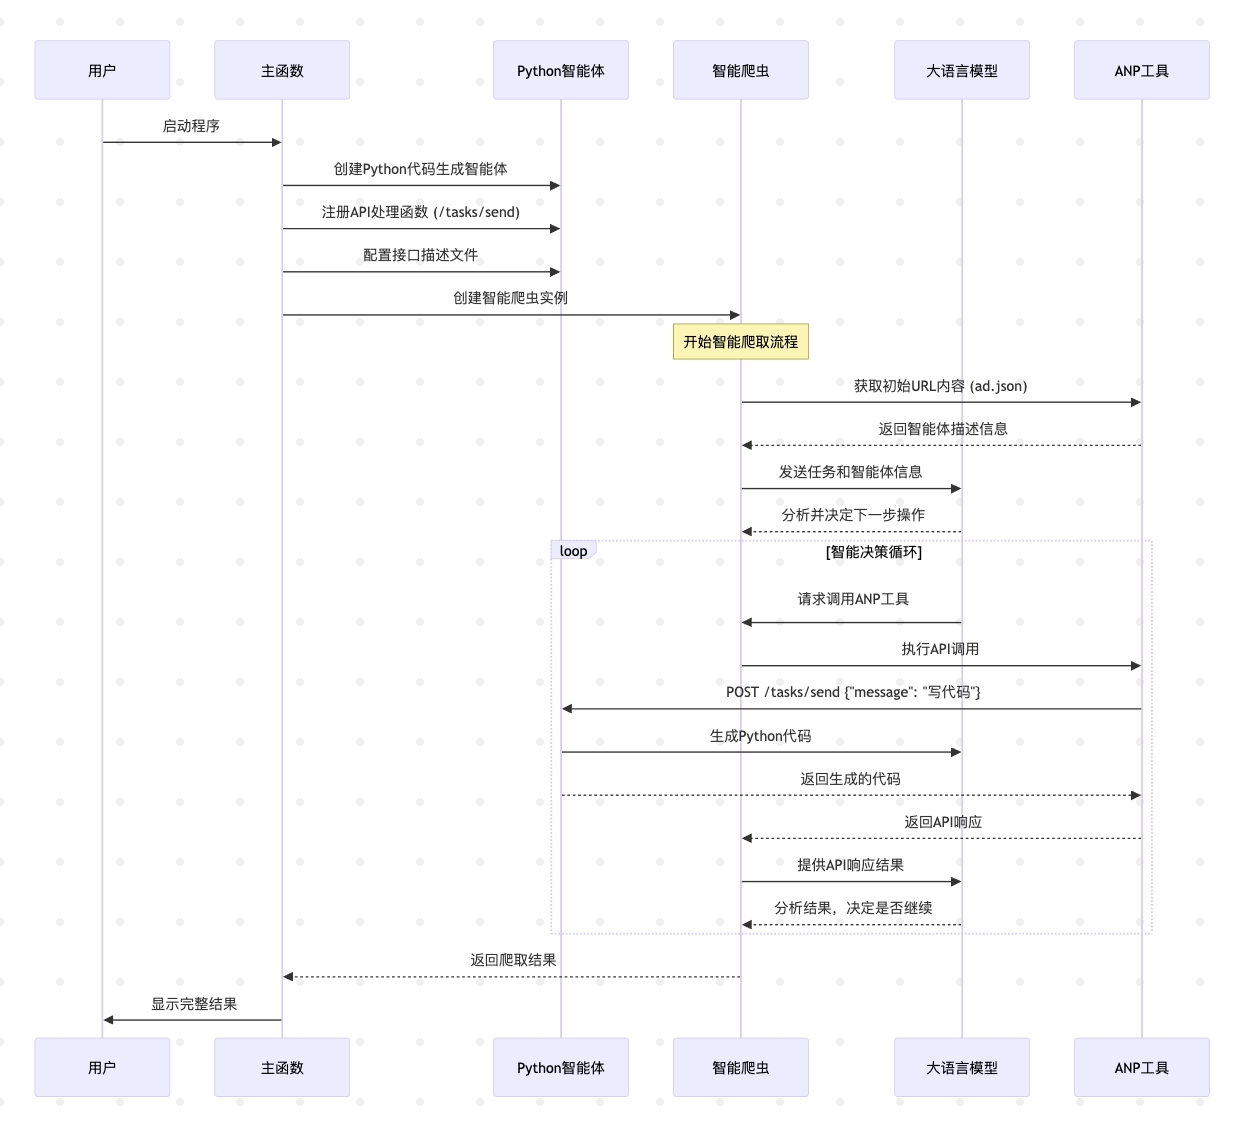 用户
主函数
Python智能体
智能爬虫
大语言模型
ANP工具
启动程序
创建Python代码生成智能体
注册API处理函数 (/tasks/send)
配置接口描述文件
创建智能爬虫实例
开始智能爬取流程
获取初始URL内容 (ad.json)
返回智能体描述信息
发送任务和智能体信息
分析并决定下一步操作
loop
[智能决策循环]
请求调用ANP工具
执行API调用
POST /tasks/send {"message": "写代码"}
生成Python代码
返回生成的代码
返回API响应
提供API响应结果
分析结果，决定是否继续
返回爬取结果
显示完整结果
用户
主函数
Python智能体
智能爬虫
大语言模型
ANP工具